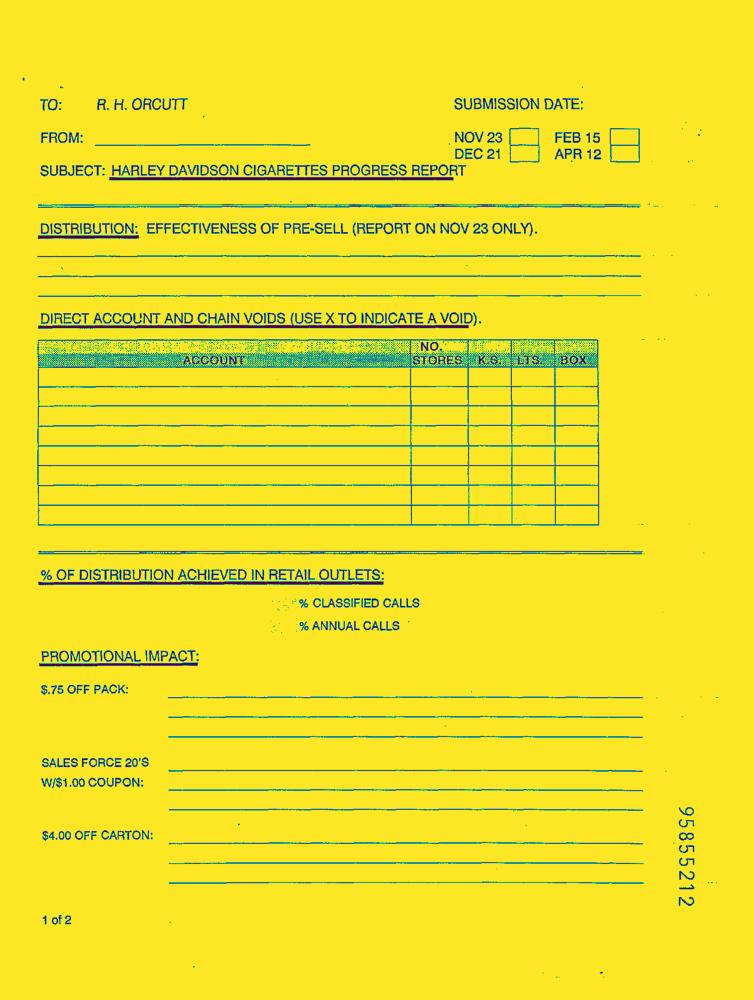 TO: R. H. ORCUTT SUBMISSION DATE:
FROM: NOV 23 FEB 15
DEC 21 APR 12
SUBJECT: HARLEY DAVIDSON CIGARETTES PROGRESS REPORT
DISTRIBUTION: EFFECTIVENESS OF PRE-SELL (REPORT ON NOV 23 ONLY).
DIRECT ACCOUNT AND CHAIN VOIDS (USE X TO INDICATE A VOID).
NO.
ACCOUNT STORES K.S. LTS. BOX
% OF DISTRIBUTION ACHIEVED IN RETAIL OUTLETS:
% CLASSIFIED CALLS
% ANNUAL CALLS
PROMOTIONAL IMPACT:
$.75 OFF PACK:
SALES FORCE 20'S
W/$1.00 COUPON:
$4.00 OFF CARTON:
95855212
1 of 2